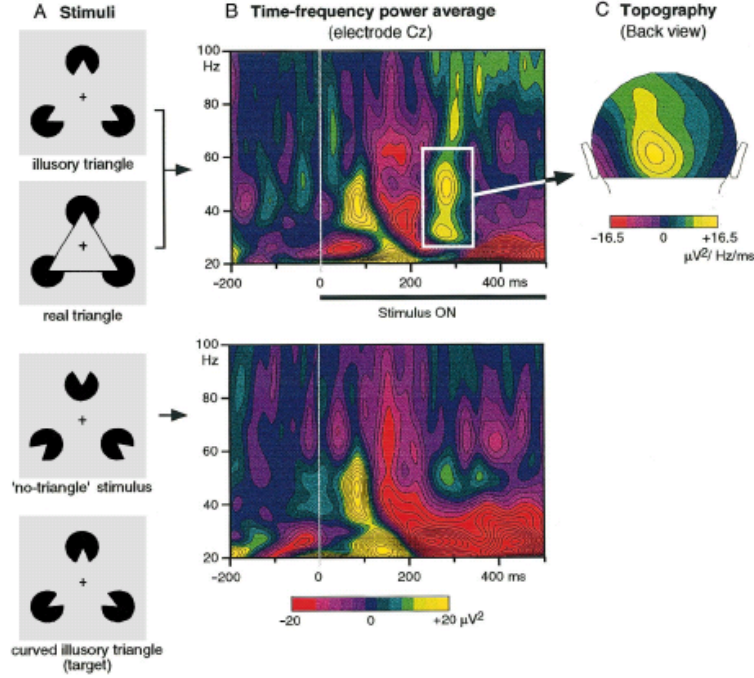 A Stimuli
B Time-frequency power average
(electrode Cz)
C Topography
(Back view)
illusory triangle
real triangle
'no-triangle' stimulus
curved illusory triangle
(target)
100
Hz
80
60
40
20
-200 0 200 400 ms
Stimulus ON
-16.5 0 +16.5
µV²/ Hz/ms
100
Hz
80
60
40
20
-200 0 200 400 ms
-20 0 +20 µV²